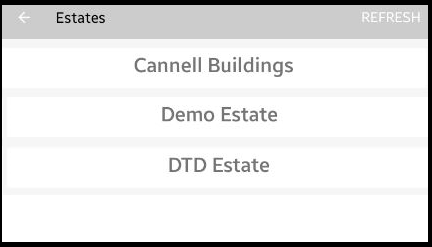 Estates REFRESH
Cannell Buildings
Demo Estate
DTD Estate